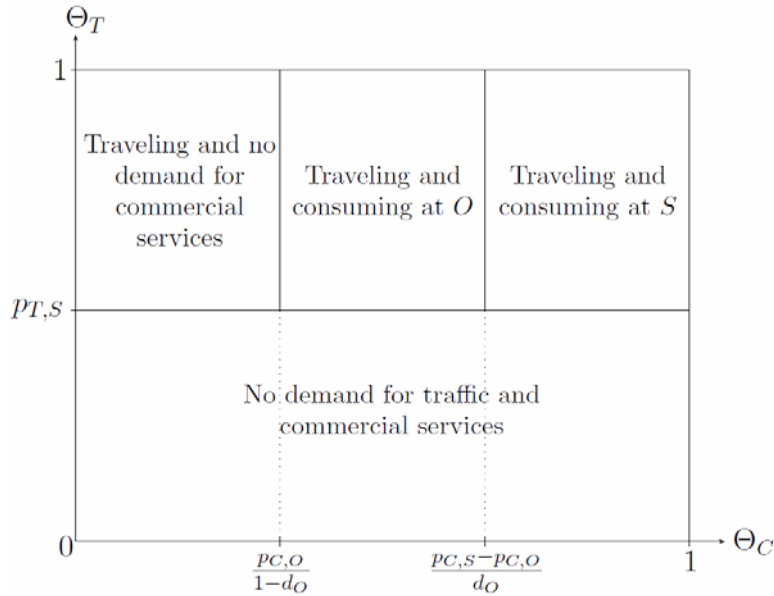 Θ_T
1
Traveling and no
demand for
commercial
services
Traveling and
consuming at O
Traveling and
consuming at S
p_{T,S}
No demand for traffic and
commercial services
0
p_{C,O}
1−d_O
p_{C,S}−p_{C,O}
d_O
1
Θ_C